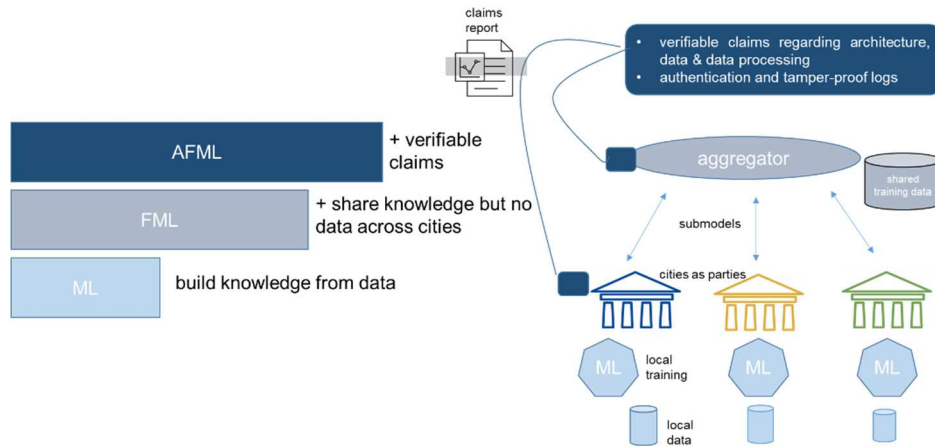 claims
report
• verifiable claims regarding architecture,
data & data processing
• authentication and tamper-proof logs
AFML
+ verifiable
claims
aggregator
shared
training data
FML
+ share knowledge but no
data across cities
submodels
ML
build knowledge from data
cities as parties
ML
local
training
ML
ML
local
data